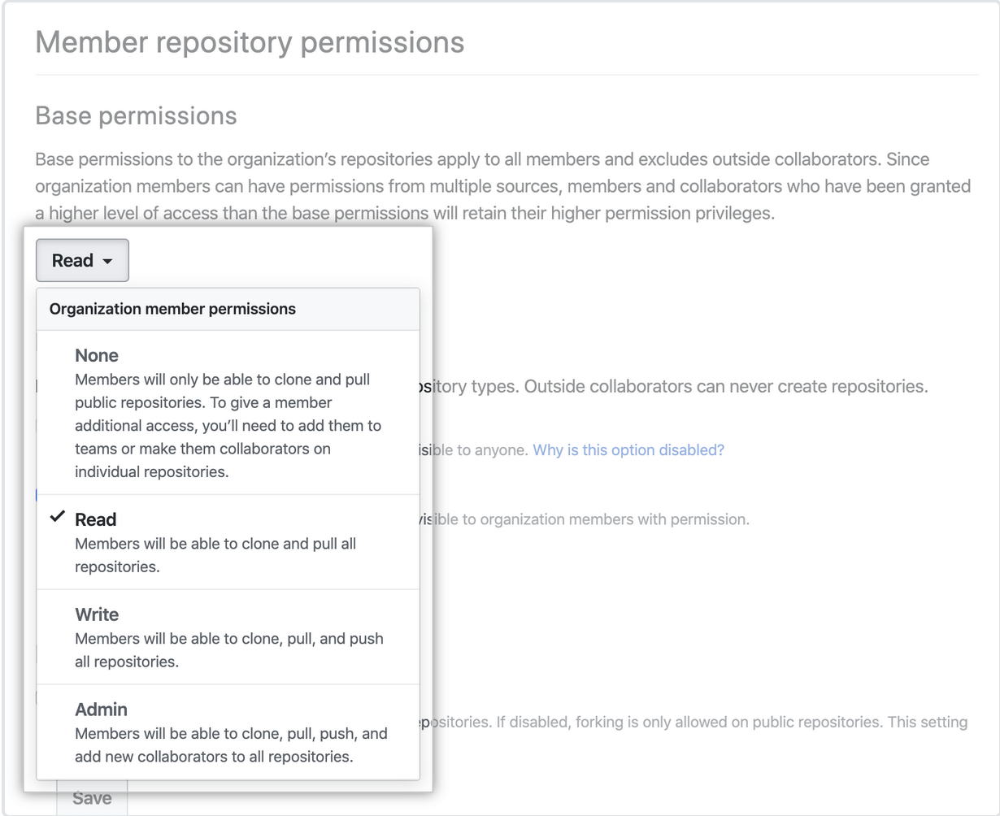 Member repository permissions
Base permissions
Base permissions to the organization’s repositories apply to all members and excludes outside collaborators. Since
organization members can have permissions from multiple sources, members and collaborators who have been granted
a higher level of access than the base permissions will retain their higher permission privileges.
Read
Organization member permissions
None
Members will only be able to clone and pull
public repositories. To give a member
additional access, you’ll need to add them to
teams or make them collaborators on
individual repositories.
types. Outside collaborators can never create repositories.
to anyone. Why is this option disabled?
Read
Members will be able to clone and pull all
repositories.
to organization members with permission.
Write
Members will be able to clone, pull, and push
all repositories.
Admin
Members will be able to clone, pull, push, and
add new collaborators to all repositories.
If disabled, forking is only allowed on public repositories. This setting
Save